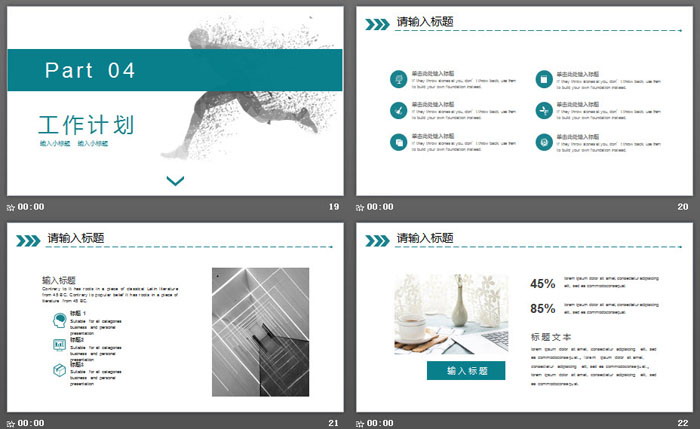 Part 04
工作计划
输入小标题 输入小标题
00:00
19
请输入标题
单击此处输入标题
If they throw stones at you, don't throw back, use them
to build your own foundation instead.
单击此处输入标题
If they throw stones at you, don't throw back, use them
to build your own foundation instead.
单击此处输入标题
If they throw stones at you, don't throw back, use them
to build your own foundation instead.
单击此处输入标题
If they throw stones at you, don't throw back, use them
to build your own foundation instead.
单击此处输入标题
If they throw stones at you, don't throw back, use them
to build your own foundation instead.
单击此处输入标题
If they throw stones at you, don't throw back, use them
to build your own foundation instead.
00:00
20
请输入标题
输入标题
Contrary to it has roots in a piece of classical Latin literature
from 45 BC. Contrary to popular belief it has roots in a piece of
literature from 45 BC.
标题 1
Suitable for all categories
business and personal
presentation
标题2
Suitable for all categories
business and personal
presentation
标题3
Suitable for all categories
business and personal
presentation
00:00
21
请输入标题
输入标题
45%
lorem ipsum dolor sit amet, consectetur adipisicing
elit, sed as commodoconsequat.
85%
lorem ipsum dolor sit amet, consectetur adipisicing
elit, sed as commodoconsequat.
标题文本
lorem ipsum dolor sit amet, consectetur adipisicing elit, sed
as commodoconsequat., lorem ipsum dolor sit amet,
consectetur adipisicing elit, sed as commodoconsequat.,
lorem ipsum dolor sit amet, consectetur adipisicing elit, sed
as commodoconsequat.
00:00
22